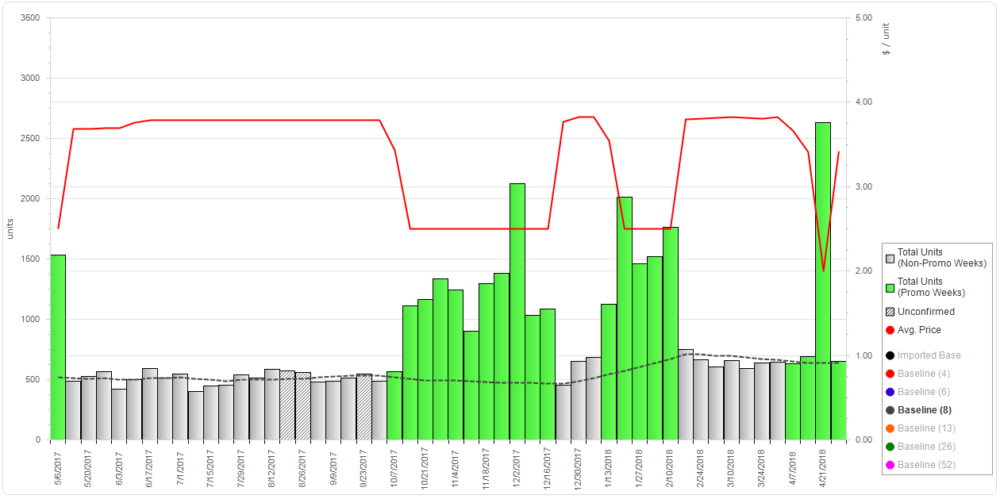 3500
3000
2500
2000
1500
1000
500
0
units
5.00
4.00
3.00
2.00
1.00
0.00
$ / unit
5/6/2017
5/20/2017
6/3/2017
6/17/2017
7/1/2017
7/15/2017
7/29/2017
8/12/2017
8/26/2017
9/9/2017
9/23/2017
10/7/2017
10/21/2017
11/4/2017
11/18/2017
12/2/2017
12/16/2017
12/30/2017
1/13/2018
1/27/2018
2/10/2018
2/24/2018
3/10/2018
3/24/2018
4/7/2018
4/21/2018
Total Units
(Non-Promo Weeks)
Total Units
(Promo Weeks)
Unconfirmed
Avg. Price
Imported Base
Baseline (4)
Baseline (6)
Baseline (8)
Baseline (13)
Baseline (26)
Baseline (52)